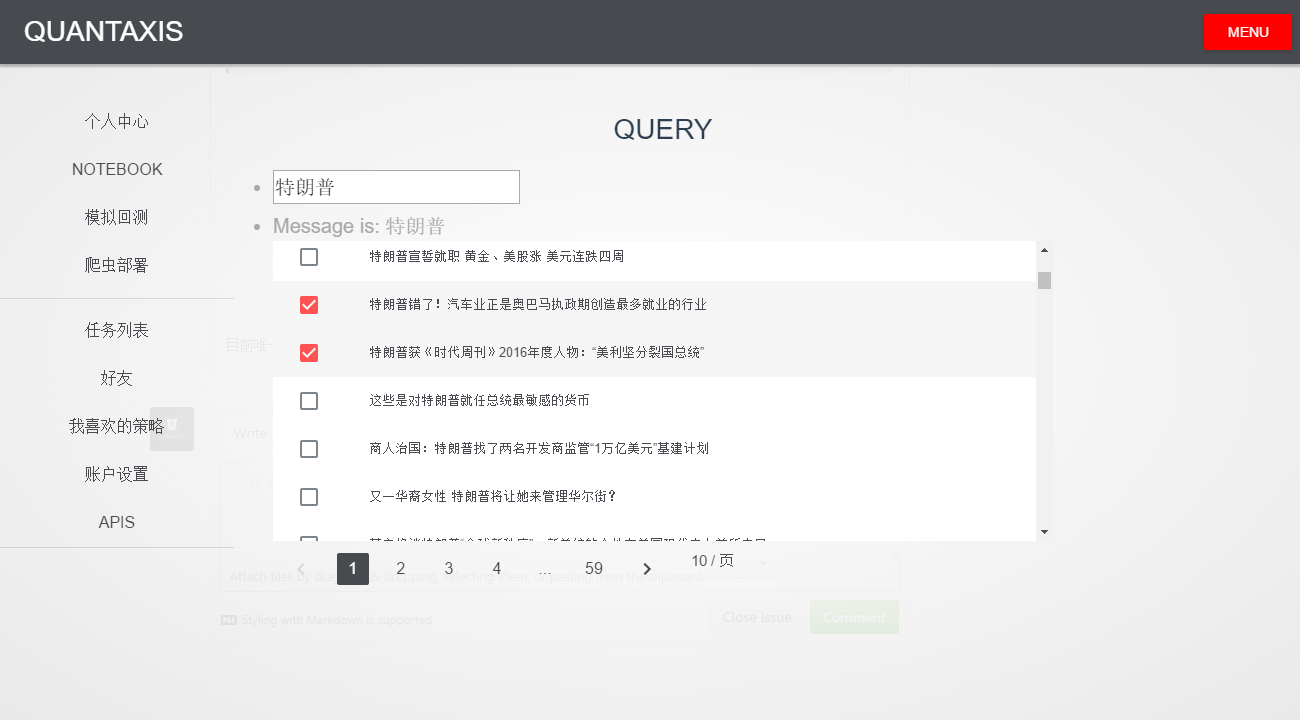 QUANTAXIS
MENU
个人中心
NOTEBOOK
模拟回测
爬虫部署
任务列表
好友
我喜欢的策略
账户设置
APIS
QUERY
特朗普
Message is: 特朗普
特朗普宣誓就职 黄金、美股涨 美元连跌四周
特朗普错了！汽车业正是奥巴马执政期创造最多就业的行业
特朗普获《时代周刊》2016年度人物：“美利坚分裂国总统”
这些是对特朗普就任总统最敏感的货币
商人治国：特朗普找了两名开发商监管“1万亿美元”基建计划
又一华裔女性 特朗普将让她来管理华尔街？
1 2 3 4 ... 59
10 / 页
目前唯一
Write
Attach files by dragging & dropping, selecting them, or pasting from the clipboard.
Styling with Markdown is supported
Close issue
Comment